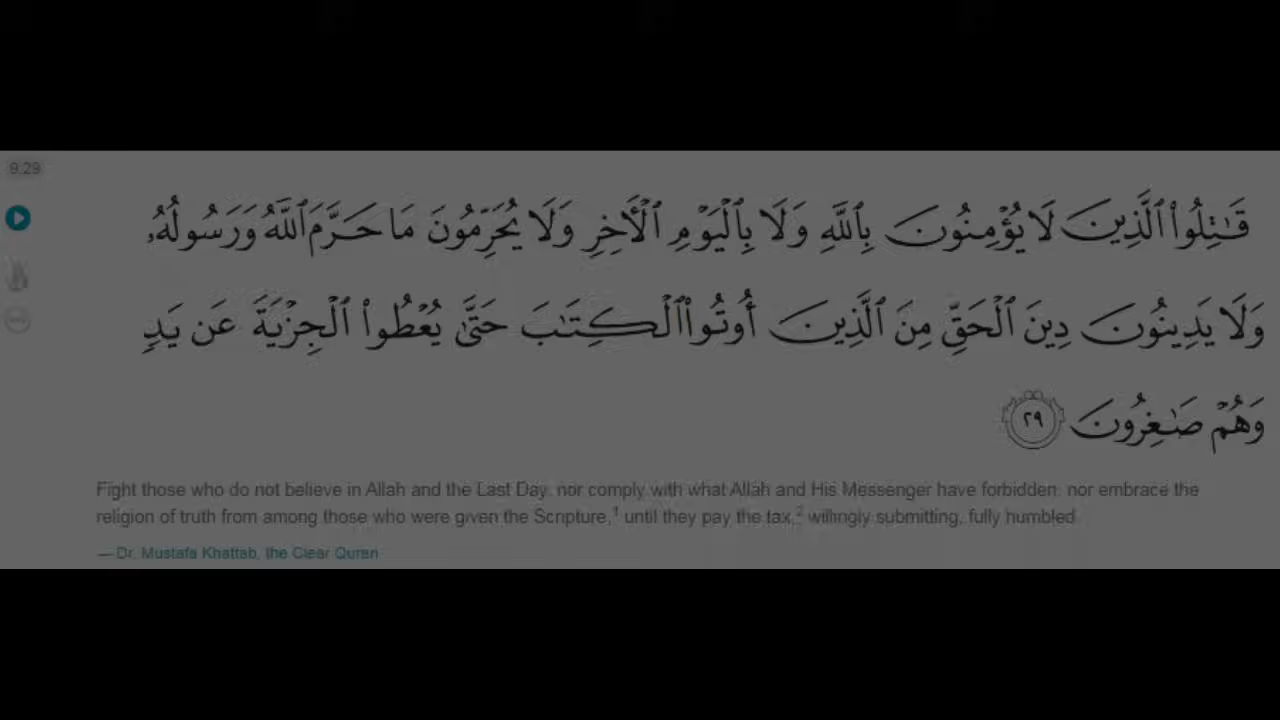 9:29
قَـٰتِلُوا۟ ٱلَّذِينَ لَا يُؤْمِنُونَ بِٱللَّهِ وَلَا بِٱلْيَوْمِ ٱلْـَٔاخِرِ وَلَا يُحَرِّمُونَ مَا حَرَّمَ ٱللَّهُ وَرَسُولُهُۥ
وَلَا يَدِينُونَ دِينَ ٱلْحَقِّ مِنَ ٱلَّذِينَ أُوتُوا۟ ٱلْكِتَـٰبَ حَتَّىٰ يُعْطُوا۟ ٱلْجِزْيَةَ عَن يَدٍ
وَهُمْ صَـٰغِرُونَ ٢٩
Fight those who do not believe in Allah and the Last Day, nor comply with what Allah and His Messenger have forbidden, nor embrace the
religion of truth from among those who were given the Scripture,1 until they pay the tax,2 willingly submitting, fully humbled.
— Dr. Mustafa Khattab, the Clear Quran